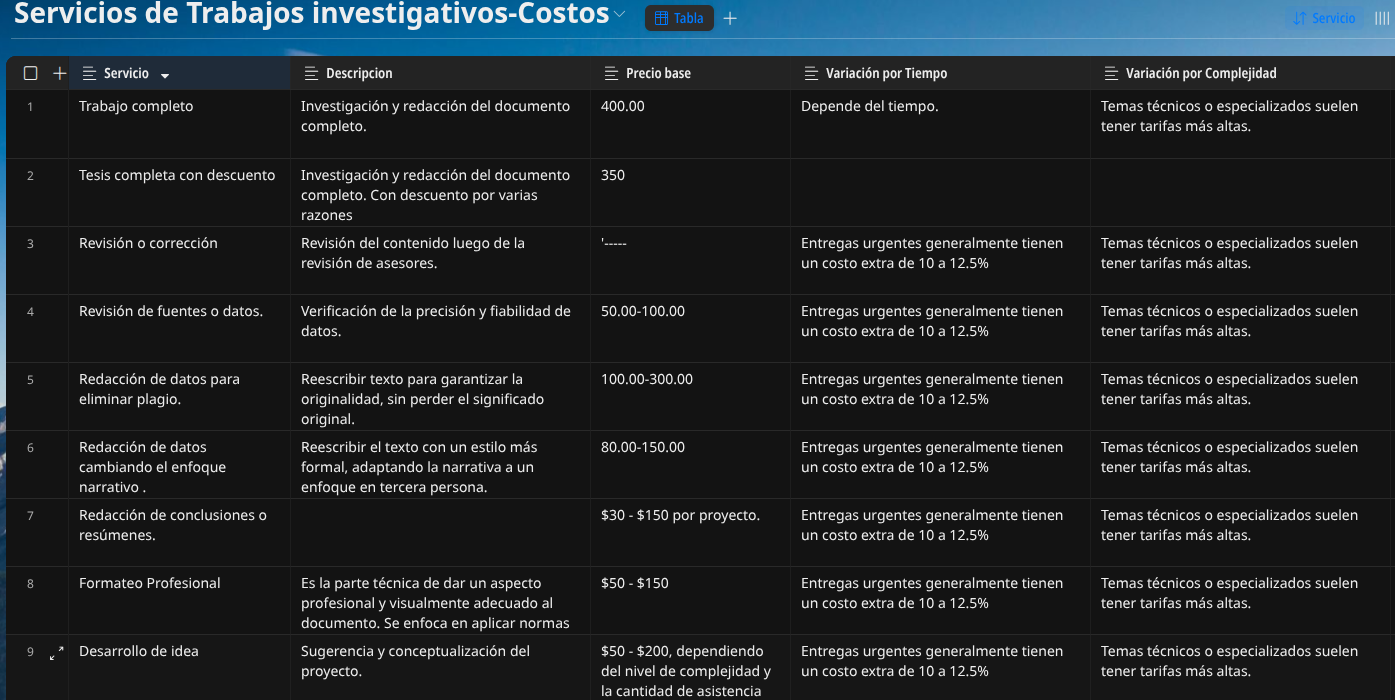 Servicios de Trabajos investigativos-Costos
Tabla
Servicio
Servicio
Descripcion
Precio base
Variación por Tiempo
Variación por Complejidad
1
Trabajo completo
Investigación y redacción del documento
completo.
400.00
Depende del tiempo.
Temas técnicos o especializados suelen
tener tarifas más altas.
2
Tesis completa con descuento
Investigación y redacción del documento
completo. Con descuento por varias
razones
350
3
Revisión o corrección
Revisión del contenido luego de la
revisión de asesores.
'-----
Entregas urgentes generalmente tienen
un costo extra de 10 a 12.5%
Temas técnicos o especializados suelen
tener tarifas más altas.
4
Revisión de fuentes o datos.
Verificación de la precisión y fiabilidad de
datos.
50.00-100.00
Entregas urgentes generalmente tienen
un costo extra de 10 a 12.5%
Temas técnicos o especializados suelen
tener tarifas más altas.
5
Redacción de datos para
eliminar plagio.
Reescribir texto para garantizar la
originalidad, sin perder el significado
original.
100.00-300.00
Entregas urgentes generalmente tienen
un costo extra de 10 a 12.5%
Temas técnicos o especializados suelen
tener tarifas más altas.
6
Redacción de datos
cambiando el enfoque
narrativo .
Reescribir el texto con un estilo más
formal, adaptando la narrativa a un
enfoque en tercera persona.
80.00-150.00
Entregas urgentes generalmente tienen
un costo extra de 10 a 12.5%
Temas técnicos o especializados suelen
tener tarifas más altas.
7
Redacción de conclusiones o
resúmenes.
$30 - $150 por proyecto.
Entregas urgentes generalmente tienen
un costo extra de 10 a 12.5%
Temas técnicos o especializados suelen
tener tarifas más altas.
8
Formateo Profesional
Es la parte técnica de dar un aspecto
profesional y visualmente adecuado al
documento. Se enfoca en aplicar normas
$50 - $150
Entregas urgentes generalmente tienen
un costo extra de 10 a 12.5%
Temas técnicos o especializados suelen
tener tarifas más altas.
9
Desarrollo de idea
Sugerencia y conceptualización del
proyecto.
$50 - $200, dependiendo
del nivel de complejidad y
la cantidad de asistencia
Entregas urgentes generalmente tienen
un costo extra de 10 a 12.5%
Temas técnicos o especializados suelen
tener tarifas más altas.